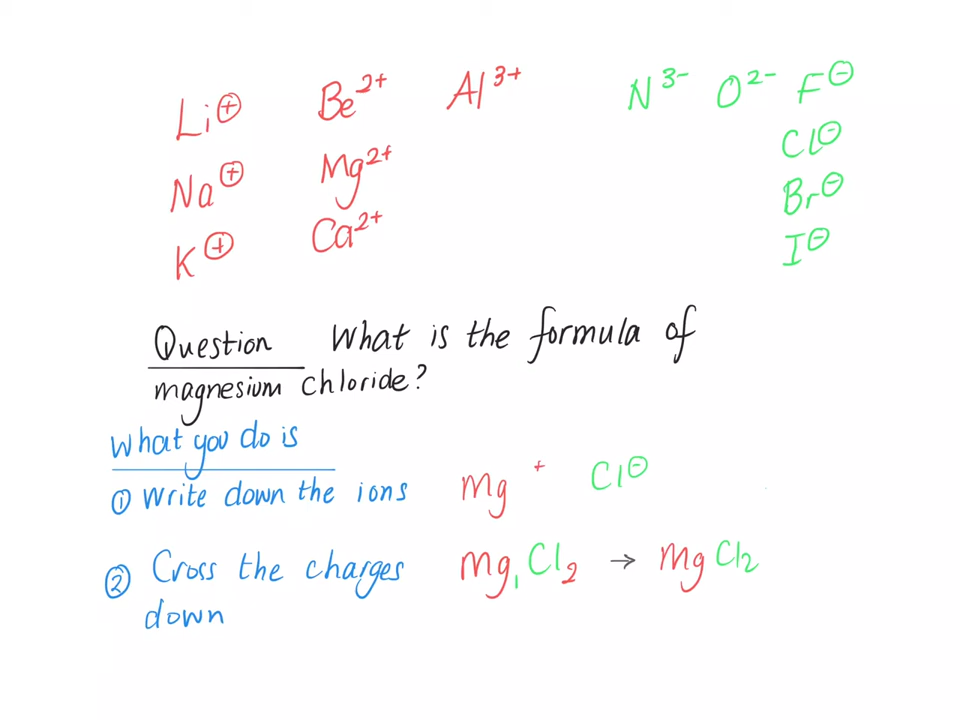 Li⊕ Be²⁺ Al³⁺ N³⁻ O²⁻ F⊖
Na⊕ Mg²⁺ Cl⊖
K⊕ Ca²⁺ Br⊖
I⊖
Question What is the formula of
magnesium chloride?
What you do is
① Write down the ions Mg ⁺ Cl⊖
② Cross the charges Mg₁Cl₂ → MgCl₂
down